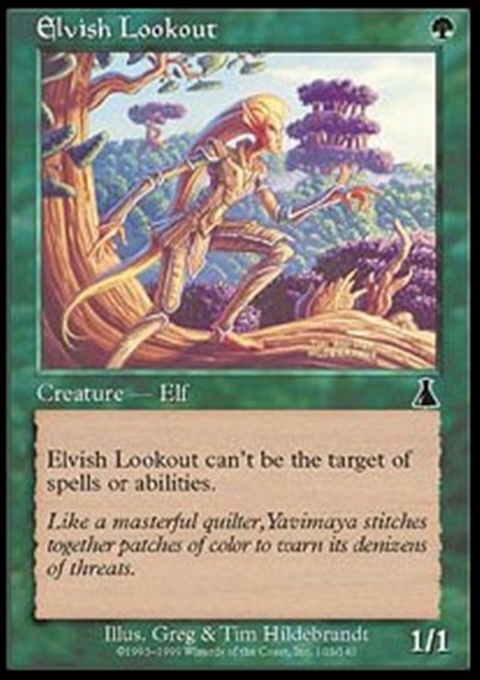 Elvish Lookout
Creature — Elf
Elvish Lookout can't be the target of
spells or abilities.
Like a masterful quilter, Yavimaya stitches
together patches of color to warn its denizens
of threats.
Illus. Greg & Tim Hildebrandt
©1993-1999 Wizards of the Coast, Inc.
1/1